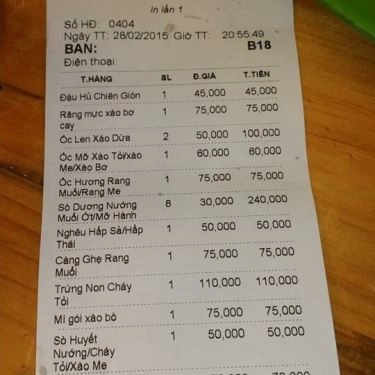 In lần 1
Số HĐ: 0404
Ngày TT: 28/02/2015 Giờ TT: 20:55:49
BAN: B18
Điện thoại:
T.HÀNG SL Đ.GIÁ T.TIỀN
Đậu Hủ Chiên Giòn 1 45,000 45,000
Răng mực xào bơ 1 75,000 75,000
cay
Ốc Len Xào Dừa 2 50,000 100,000
Ốc Mỡ Xào Tỏi/xào 1 60,000 60,000
Me/Xào Bơ
Ốc Hương Rang 1 75,000 75,000
Muối/Rang Me
Sò Dương Nướng 8 30,000 240,000
Muối Ớt/Mỡ Hành
Nghêu Hấp Sả/Hấp 1 50,000 50,000
Thái
Càng Ghẹ Rang 1 75,000 75,000
Muối
Trứng Non Cháy 1 110,000 110,000
Tỏi
Mì gói xào bò 1 75,000 75,000
Sò Huyết 1 50,000 50,000
Nướng/Cháy
Tỏi/Xào Me